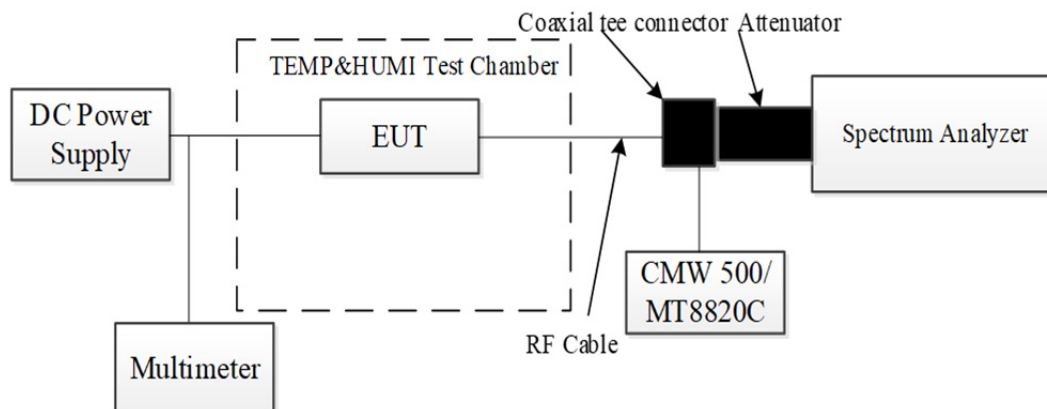 Coaxial tee connector Attenuator
TEMP&HUMI Test Chamber
DC Power
Supply
EUT
Spectrum Analyzer
CMW 500/
MT8820C
RF Cable
Multimeter